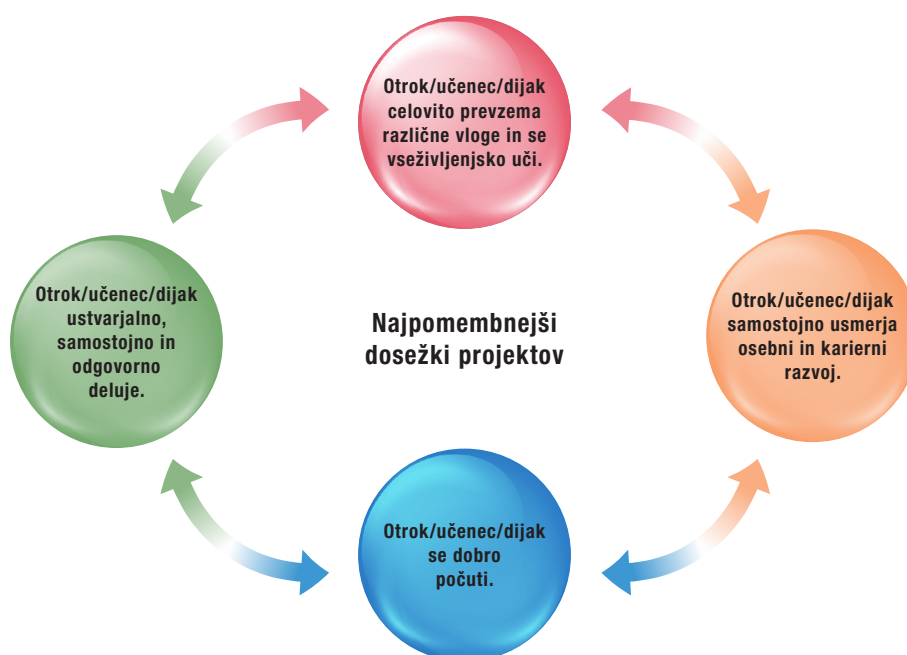 Otrok/učenec/dijak
celovito prevzema
različne vloge in se
vseživljenjsko uči.
Otrok/učenec/dijak
ustvarjalno,
samostojno in
odgovorno
deluje.
Najpomembnejši
dosežki projektov
Otrok/učenec/dijak
samostojno usmerja
osebni in karierni
razvoj.
Otrok/učenec/dijak
se dobro
počuti.